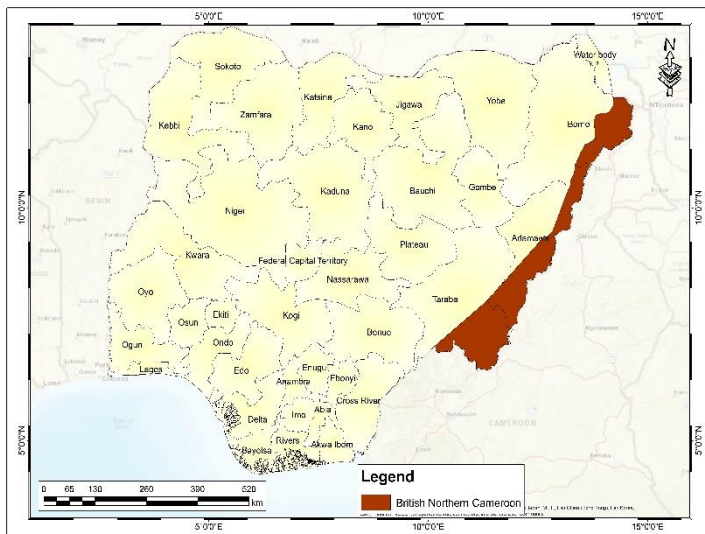 5°0'E 10°0'E 15°0'E
N
Water body
Sokoto
Katsina
Yobe
Zamfara
Jigawa
Kebbi
Kano
Borno
10°0'0"N
10°0'0"N
Kaduna
Bauchi
Gombe
Niger
BENIN
Adamawa
Plateau
Kwara
Federal Capital Territory
Nassarawa
Oyo
Taraba
Ekiti
Kogi
Osun
Benue
Ogun
Ondo
Lagos
Edo
Enugu
Anambra
Ebonyi
Cross River
Imo
Abia
Delta
CAMEROON
5°0'0"N
5°0'0"N
Rivers
Akwa Ibom
Bayelsa
Legend
British Northern Cameroon
0 65 130 260 390 520
km
5°0'E 10°0'0"E 15°0'0"E